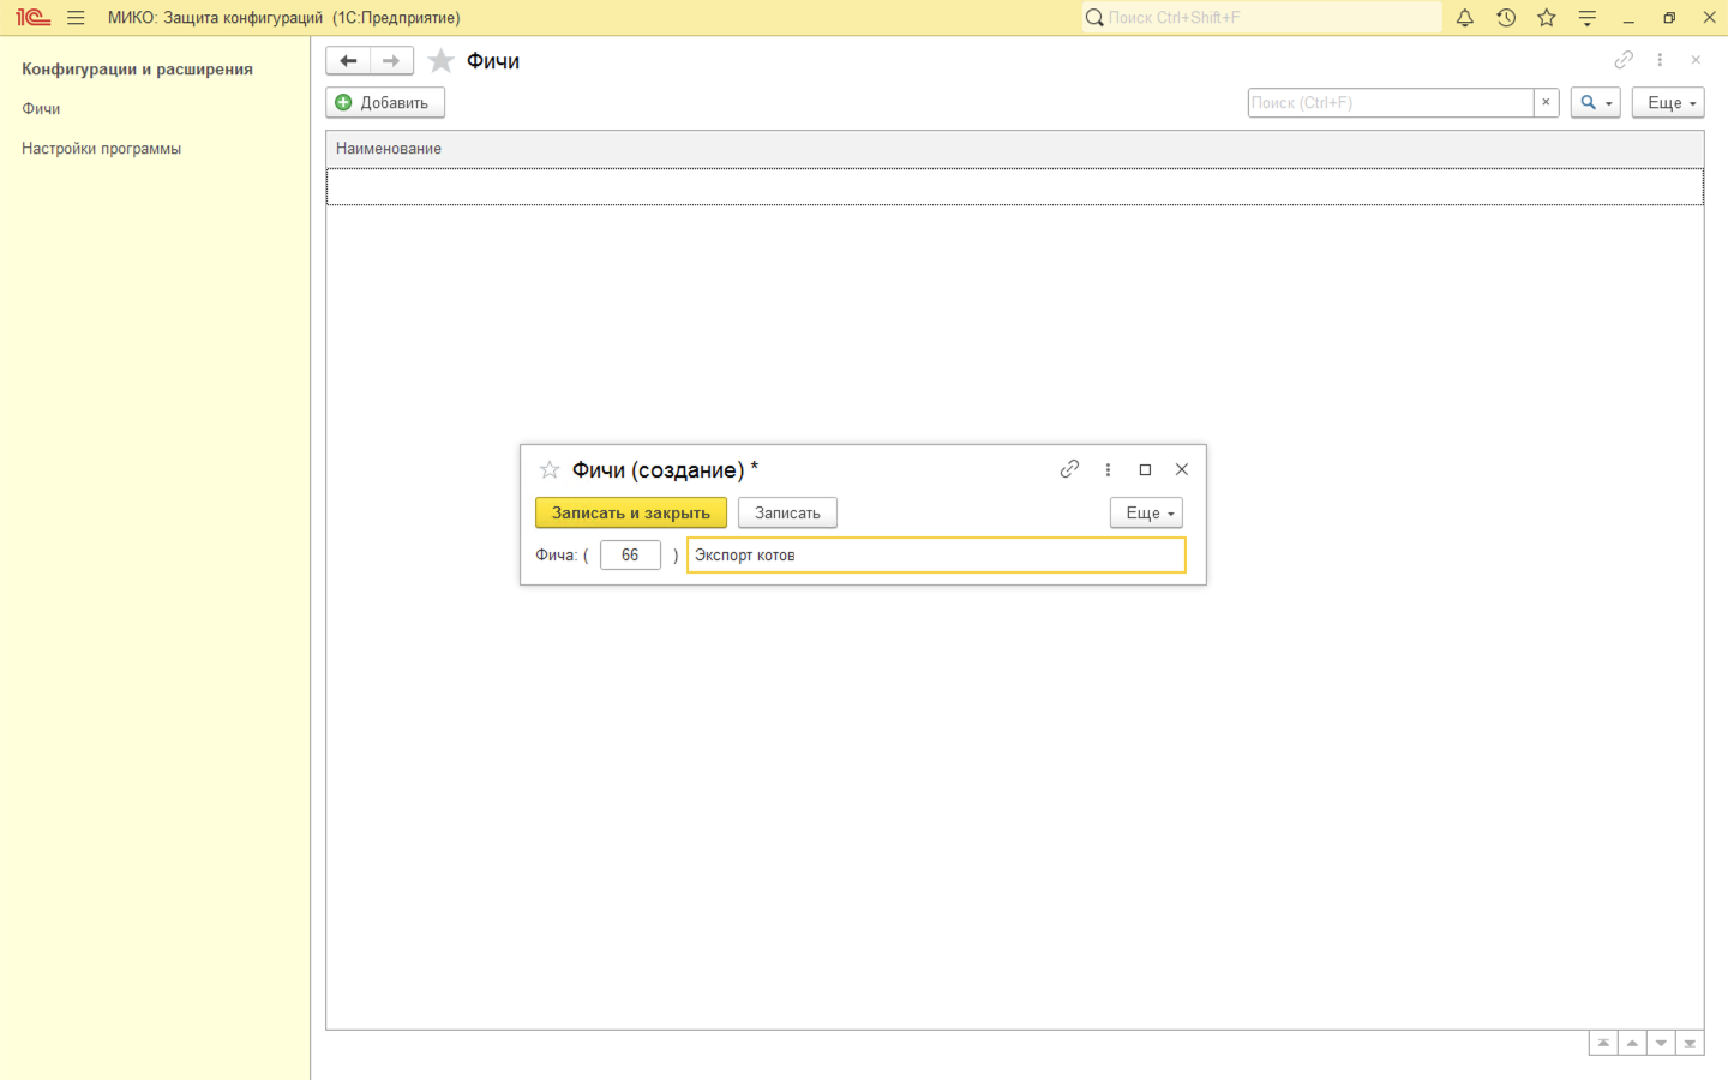 1С МИКО: Защита конфигураций (1С:Предприятие) Поиск Ctrl+Shift+F
Конфигурации и расширения
Фичи
Настройки программы
Фичи
Добавить Поиск (Ctrl+F) × Еще
Наименование
Фичи (создание) *
Записать и закрыть Записать Еще
Фича: ( 66 ) Экспорт котов